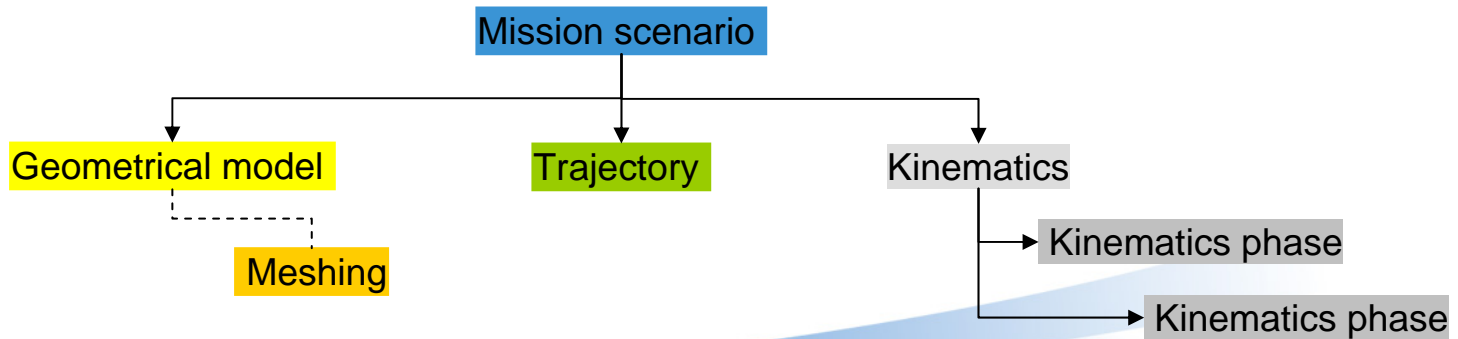 Mission scenario
Geometrical model
Trajectory
Kinematics
Kinematics phase
Meshing
Kinematics phase